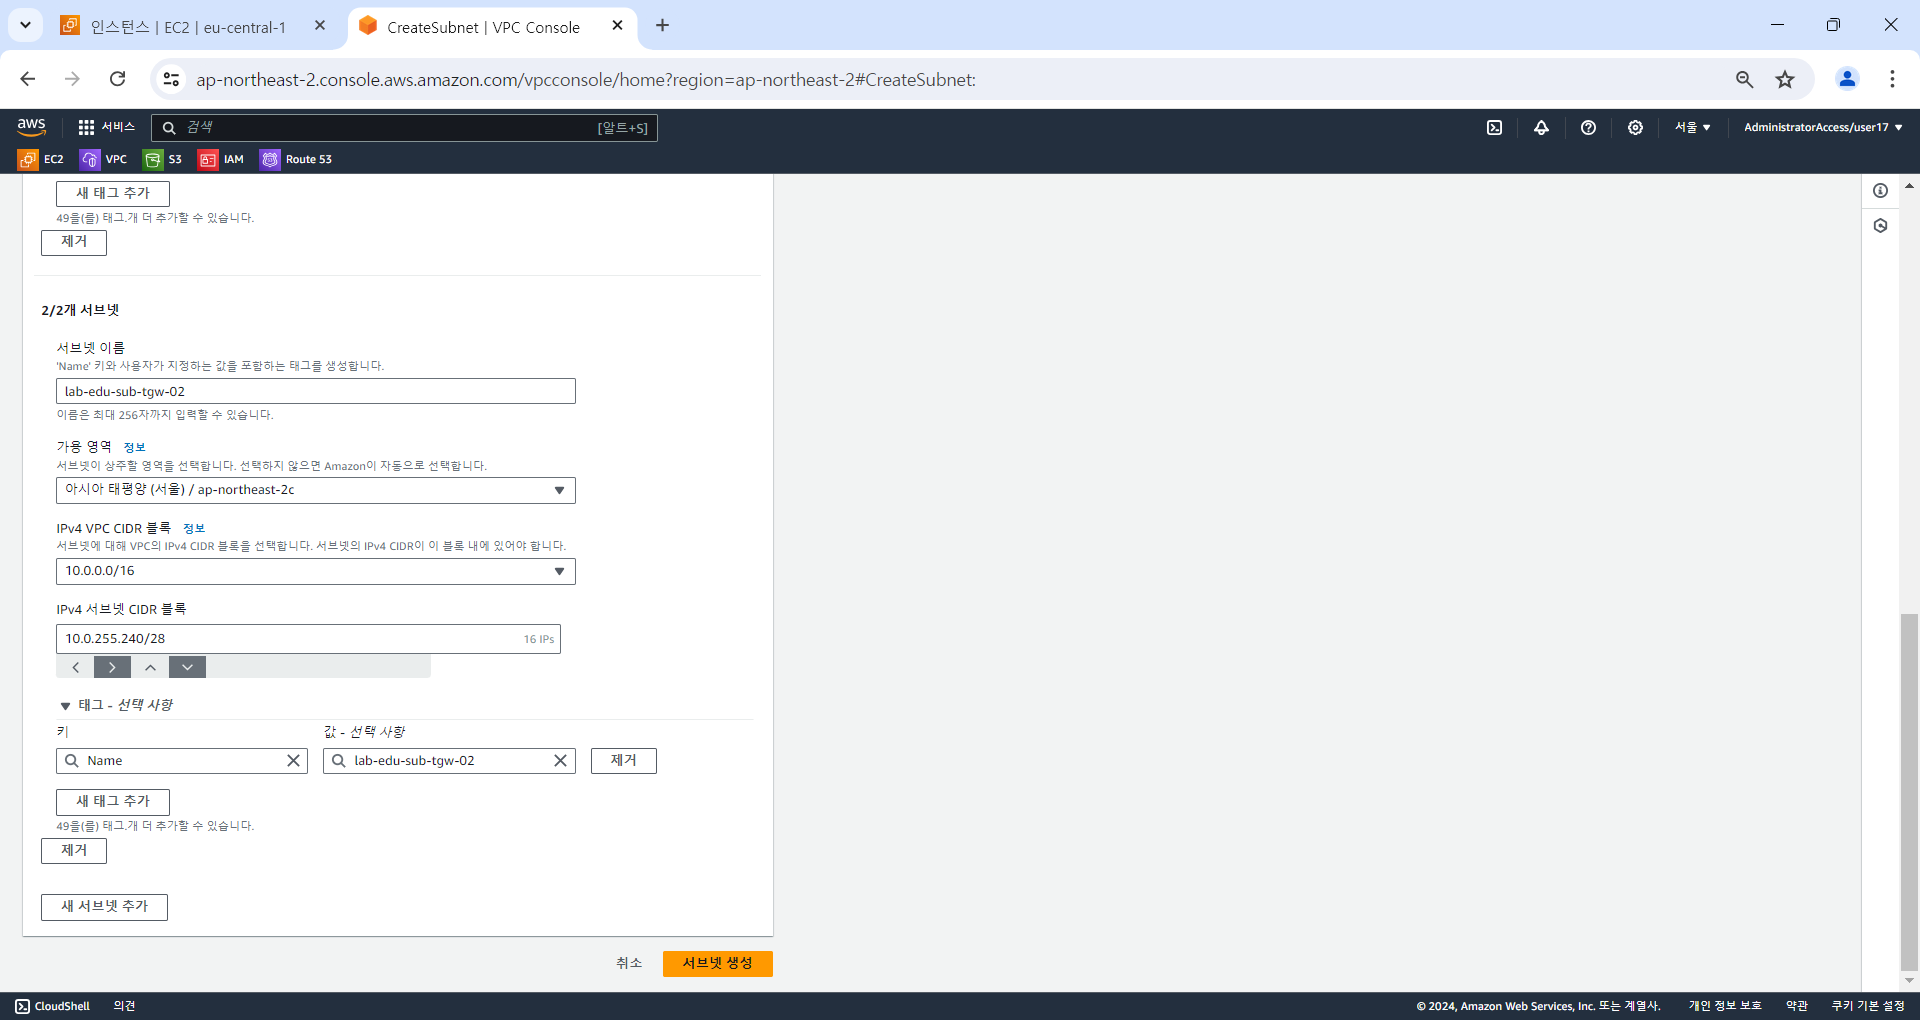 인스턴스 | EC2 | eu-central-1
CreateSubnet | VPC Console
ap-northeast-2.console.aws.amazon.com/vpcconsole/home?region=ap-northeast-2#CreateSubnet:
aws
서비스
검색
[알트+S]
서울 ▼
AdministratorAccess/user17 ▼
EC2
VPC
S3
IAM
Route 53
새 태그 추가
49을(를) 태그.개 더 추가할 수 있습니다.
제거
2/2개 서브넷
서브넷 이름
'Name' 키와 사용자가 지정하는 값을 포함하는 태그를 생성합니다.
lab-edu-sub-tgw-02
이름은 최대 256자까지 입력할 수 있습니다.
가용 영역 정보
서브넷이 상주할 영역을 선택합니다. 선택하지 않으면 Amazon이 자동으로 선택합니다.
아시아 태평양 (서울) / ap-northeast-2c
IPv4 VPC CIDR 블록 정보
서브넷에 대해 VPC의 IPv4 CIDR 블록을 선택합니다. 서브넷의 IPv4 CIDR이 이 블록 내에 있어야 합니다.
10.0.0.0/16
IPv4 서브넷 CIDR 블록
10.0.255.240/28
16 IPs
▼ 태그 - 선택 사항
키
값 - 선택 사항
Name
lab-edu-sub-tgw-02
제거
새 태그 추가
49을(를) 태그.개 더 추가할 수 있습니다.
제거
새 서브넷 추가
취소
서브넷 생성
CloudShell
의견
© 2024, Amazon Web Services, Inc. 또는 계열사.
개인 정보 보호
약관
쿠키 기본 설정